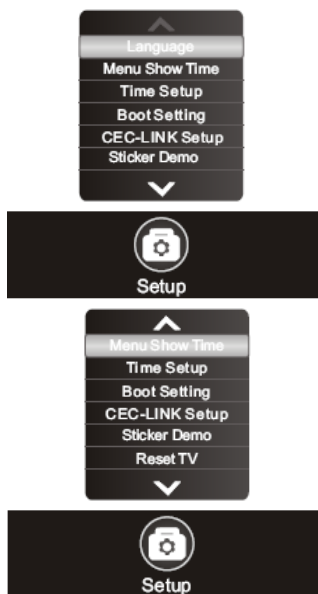 Language
Menu Show Time
Time Setup
Boot Setting
CEC-LINK Setup
Sticker Demo
Setup
Menu Show Time
Time Setup
Boot Setting
CEC-LINK Setup
Sticker Demo
Reset TV
Setup